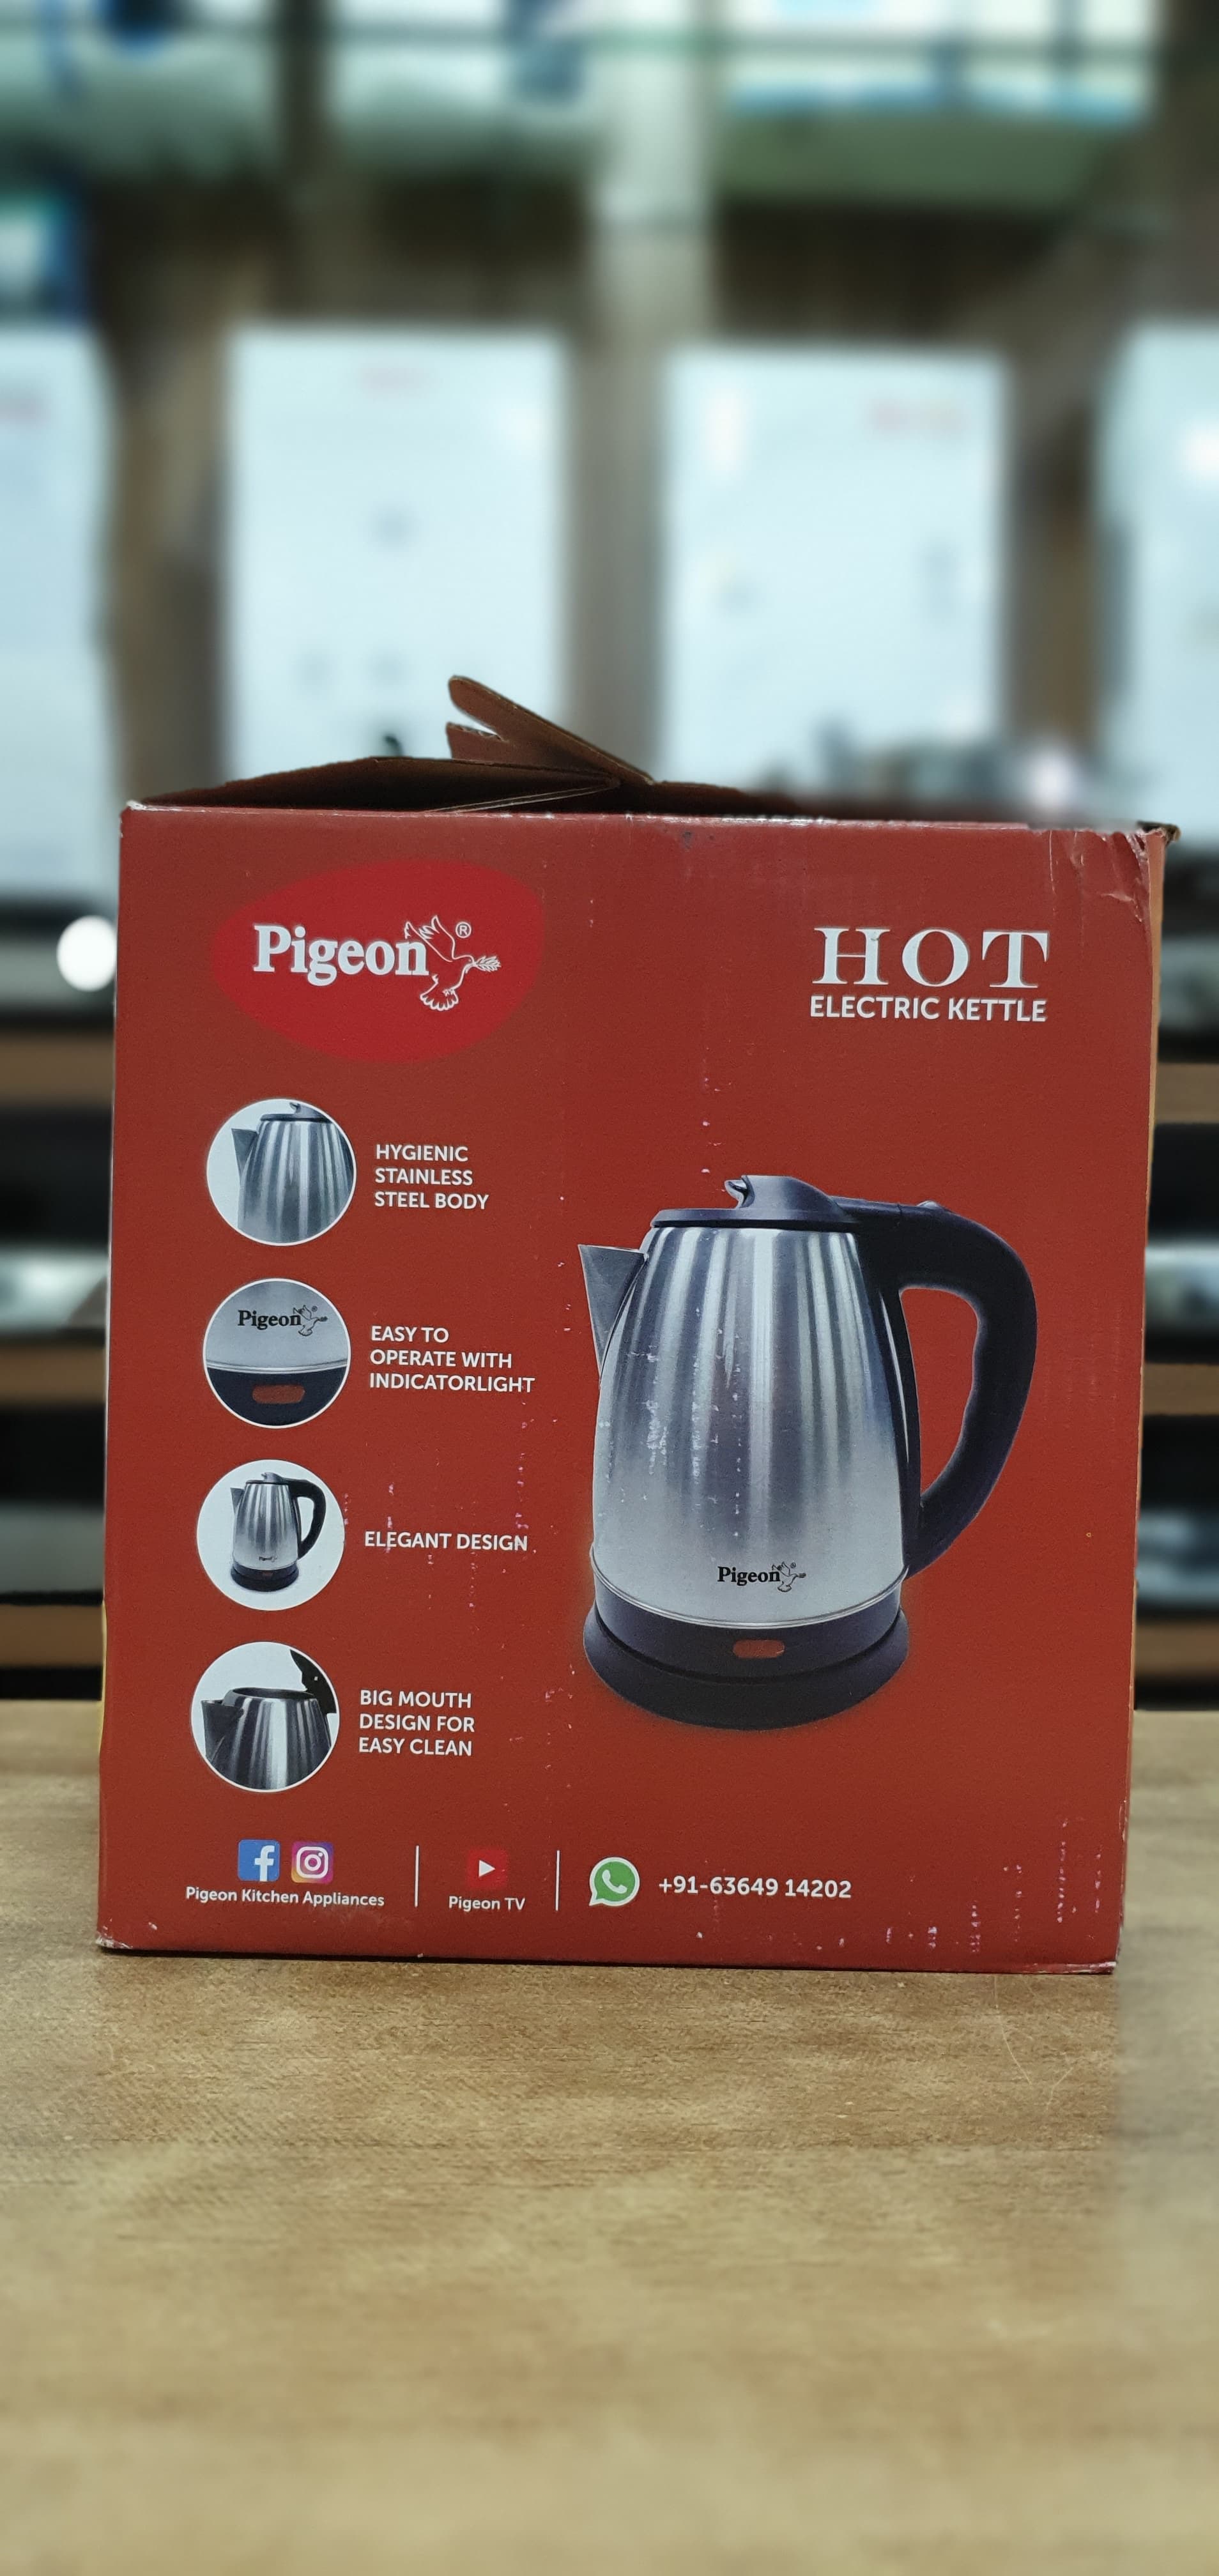 Pigeon®
HOT
ELECTRIC KETTLE
HYGIENIC
STAINLESS
STEEL BODY
Pigeon
EASY TO
OPERATE WITH
INDICATORLIGHT
ELEGANT DESIGN
Pigeon
BIG MOUTH
DESIGN FOR
EASY CLEAN
Pigeon Kitchen Appliances
Pigeon TV
+91-63649 14202